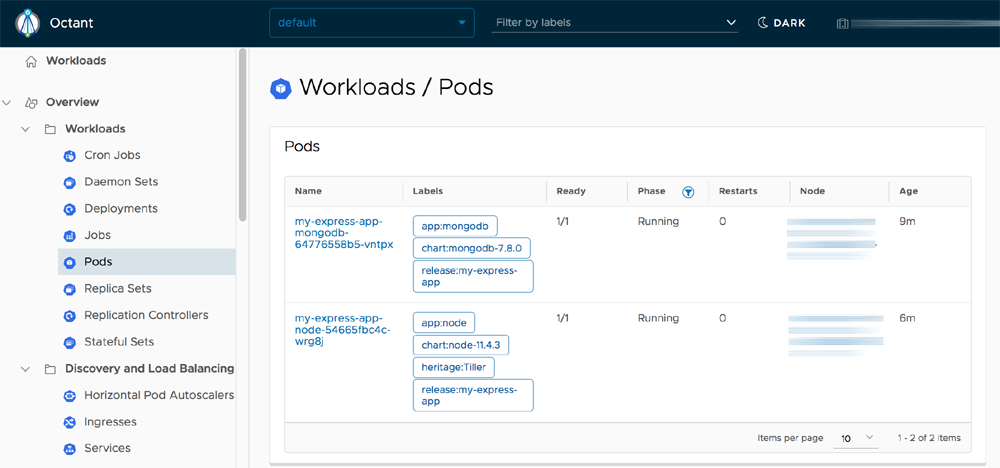 Octant
default
Filter by labels
DARK
Workloads
Overview
Workloads
Cron Jobs
Daemon Sets
Deployments
Jobs
Pods
Replica Sets
Replication Controllers
Stateful Sets
Discovery and Load Balancing
Horizontal Pod Autoscalers
Ingresses
Services
Workloads / Pods
Pods
Name Labels Ready Phase Restarts Node Age
my-express-app-
mongodb-
64776558b5-vntpx
app:mongodb
chart:mongodb-7.8.0
release:my-express-
app
1/1 Running 0 9m
my-express-app-
node-54665fbc4c-
wrg8j
app:node
chart:node-11.4.3
heritage:Tiller
release:my-express-
app
1/1 Running 0 6m
Items per page 10 1 - 2 of 2 items